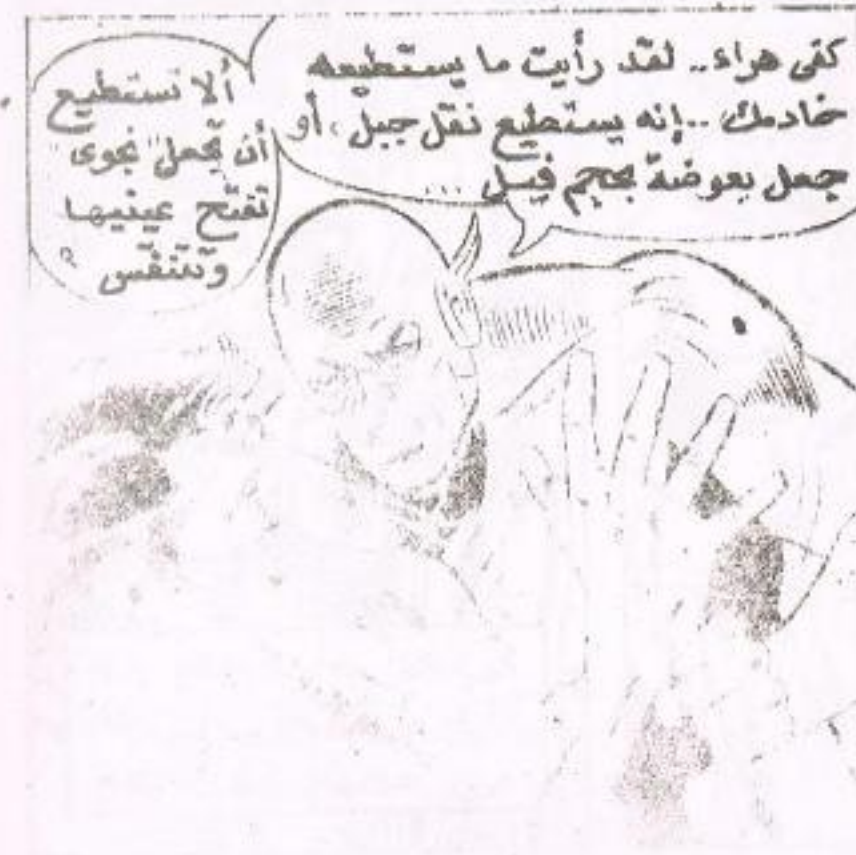 كفى هراء.. لقد رأيت ما يستطيعه
خادمك.. إنه يستطيع نقل جبل، أو
جعل بعوضة بحجم فيل ...
ألا تستطيع
أن تجعل "نجوى"
تفتح عينيها
وتتنفس ؟